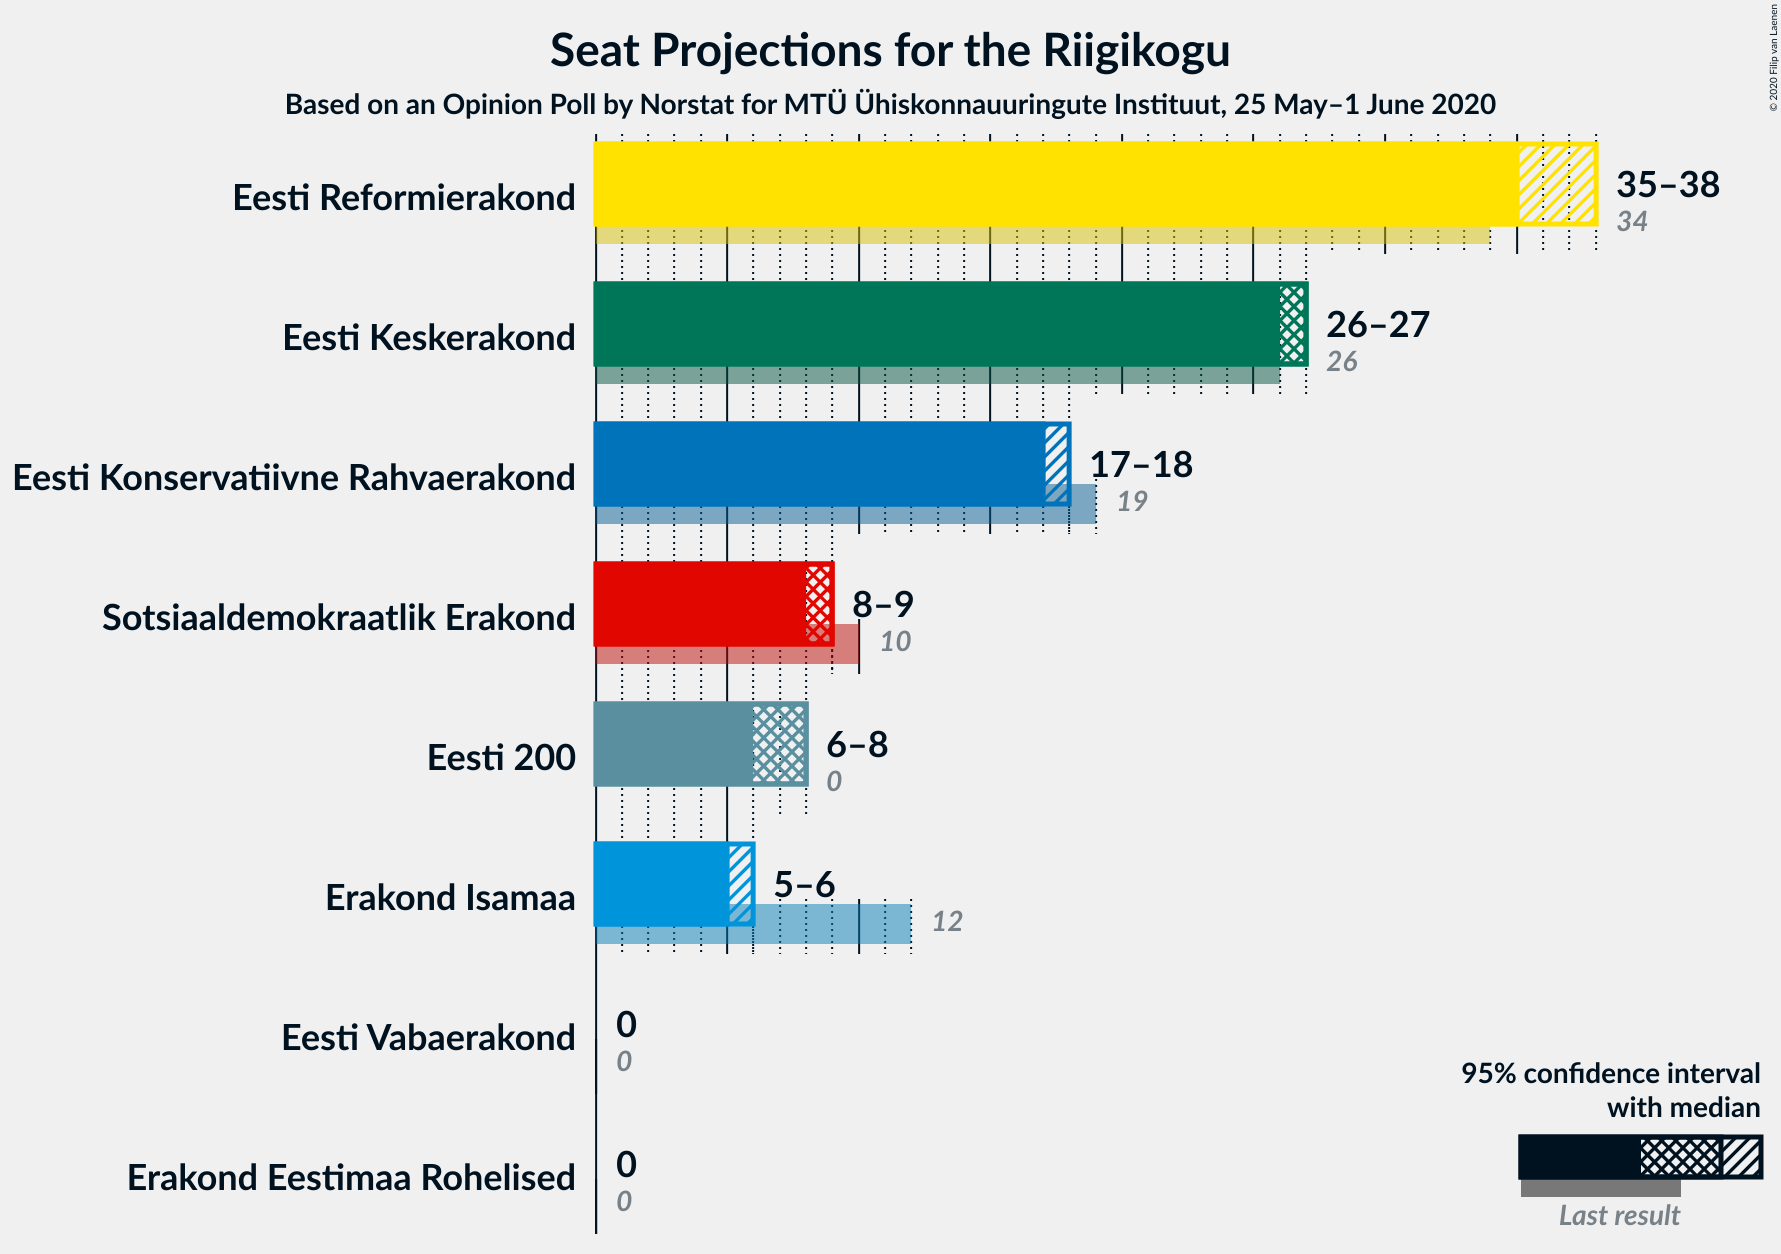 Seat Projections for the Riigikogu
Based on an Opinion Poll by Norstat for MTÜ Ühiskonnauuringute Instituut, 25 May–1 June 2020
© 2020 Filip van Laenen
Eesti Reformierakond
35–38
34
Eesti Keskerakond
26–27
26
Eesti Konservatiivne Rahvaerakond
17–18
19
Sotsiaaldemokraatlik Erakond
8–9
10
Eesti 200
6–8
0
Erakond Isamaa
5–6
12
Eesti Vabaerakond
0
0
Erakond Eestimaa Rohelised
0
0
95% confidence interval
with median
Last result